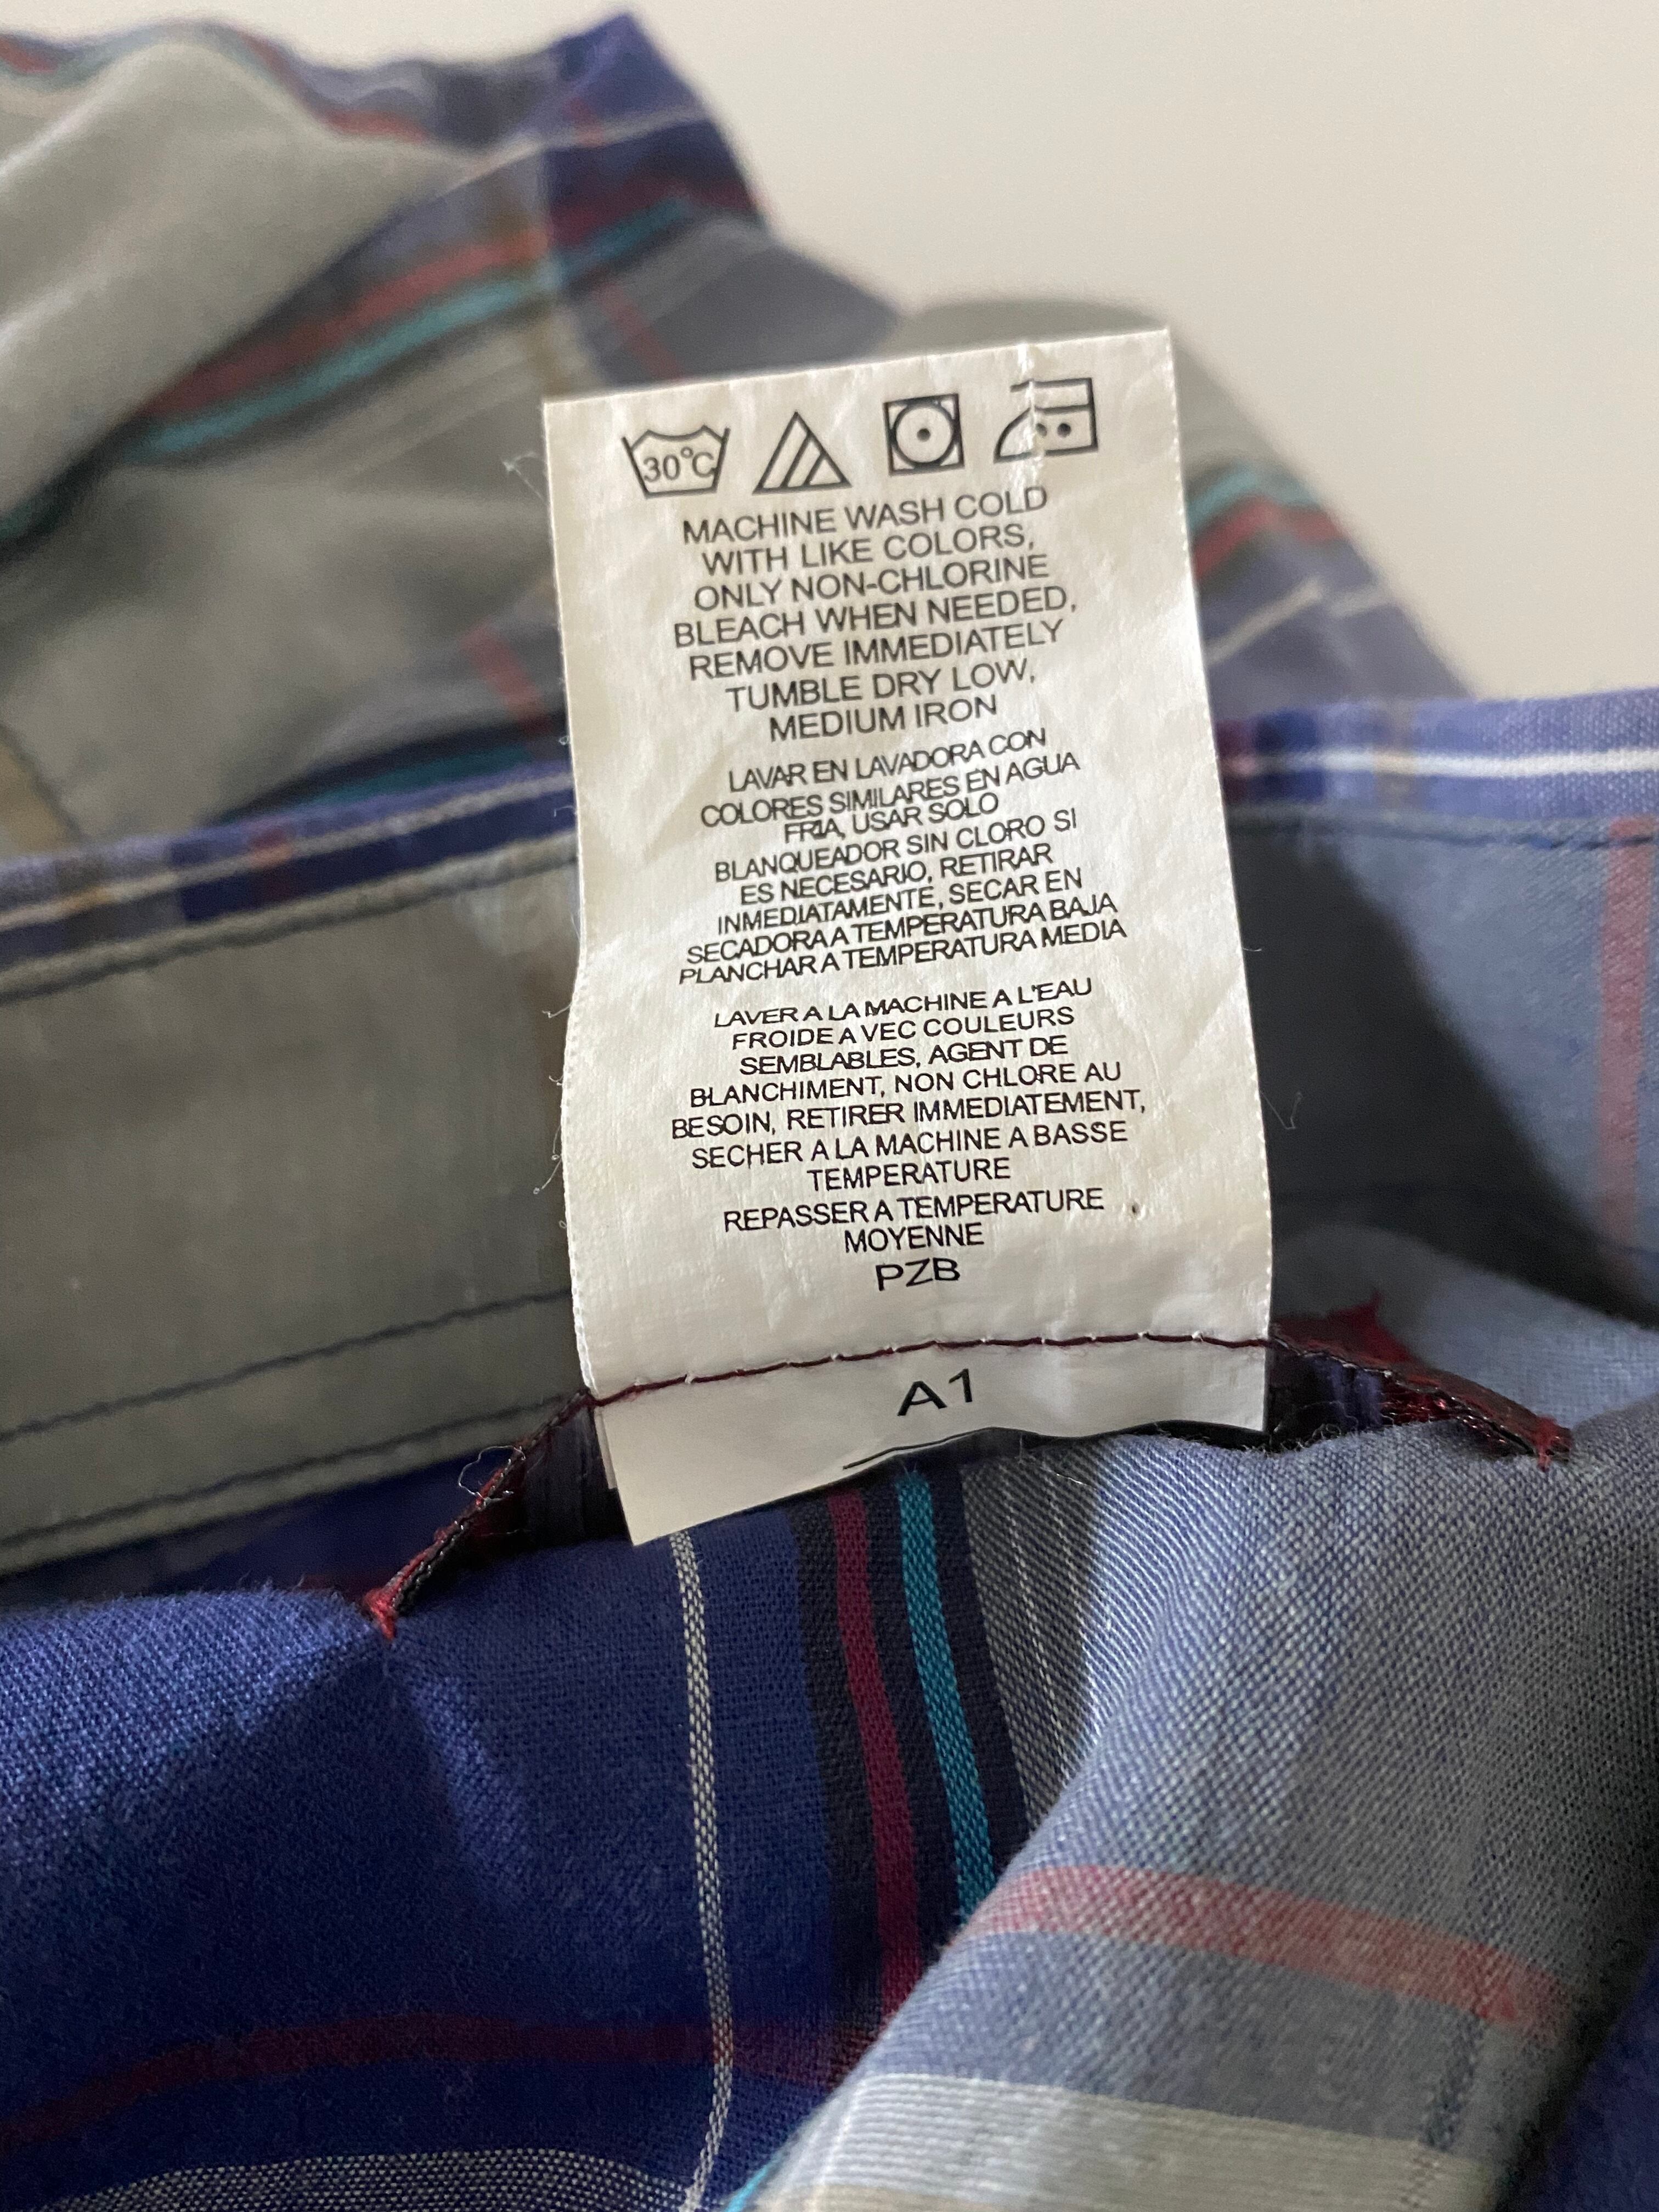 30°C
MACHINE WASH COLD
WITH LIKE COLORS,
ONLY NON-CHLORINE
BLEACH WHEN NEEDED,
REMOVE IMMEDIATELY
TUMBLE DRY LOW,
MEDIUM IRON
LAVAR EN LAVADORA CON
COLORES SIMILARES EN AGUA
FRIA, USAR SOLO
BLANQUEADOR SIN CLORO SI
ES NECESARIO, RETIRAR
INMEDIATAMENTE, SECAR EN
SECADORA A TEMPERATURA BAJA
PLANCHAR A TEMPERATURA MEDIA
LAVER A LA MACHINE A L'EAU
FROIDE AVEC COULEURS
SEMBLABLES, AGENT DE
BLANCHIMENT, NON CHLORE AU
BESOIN, RETIRER IMMEDIATEMENT,
SECHER A LA MACHINE A BASSE
TEMPERATURE
REPASSER A TEMPERATURE
MOYENNE
PZB
A1